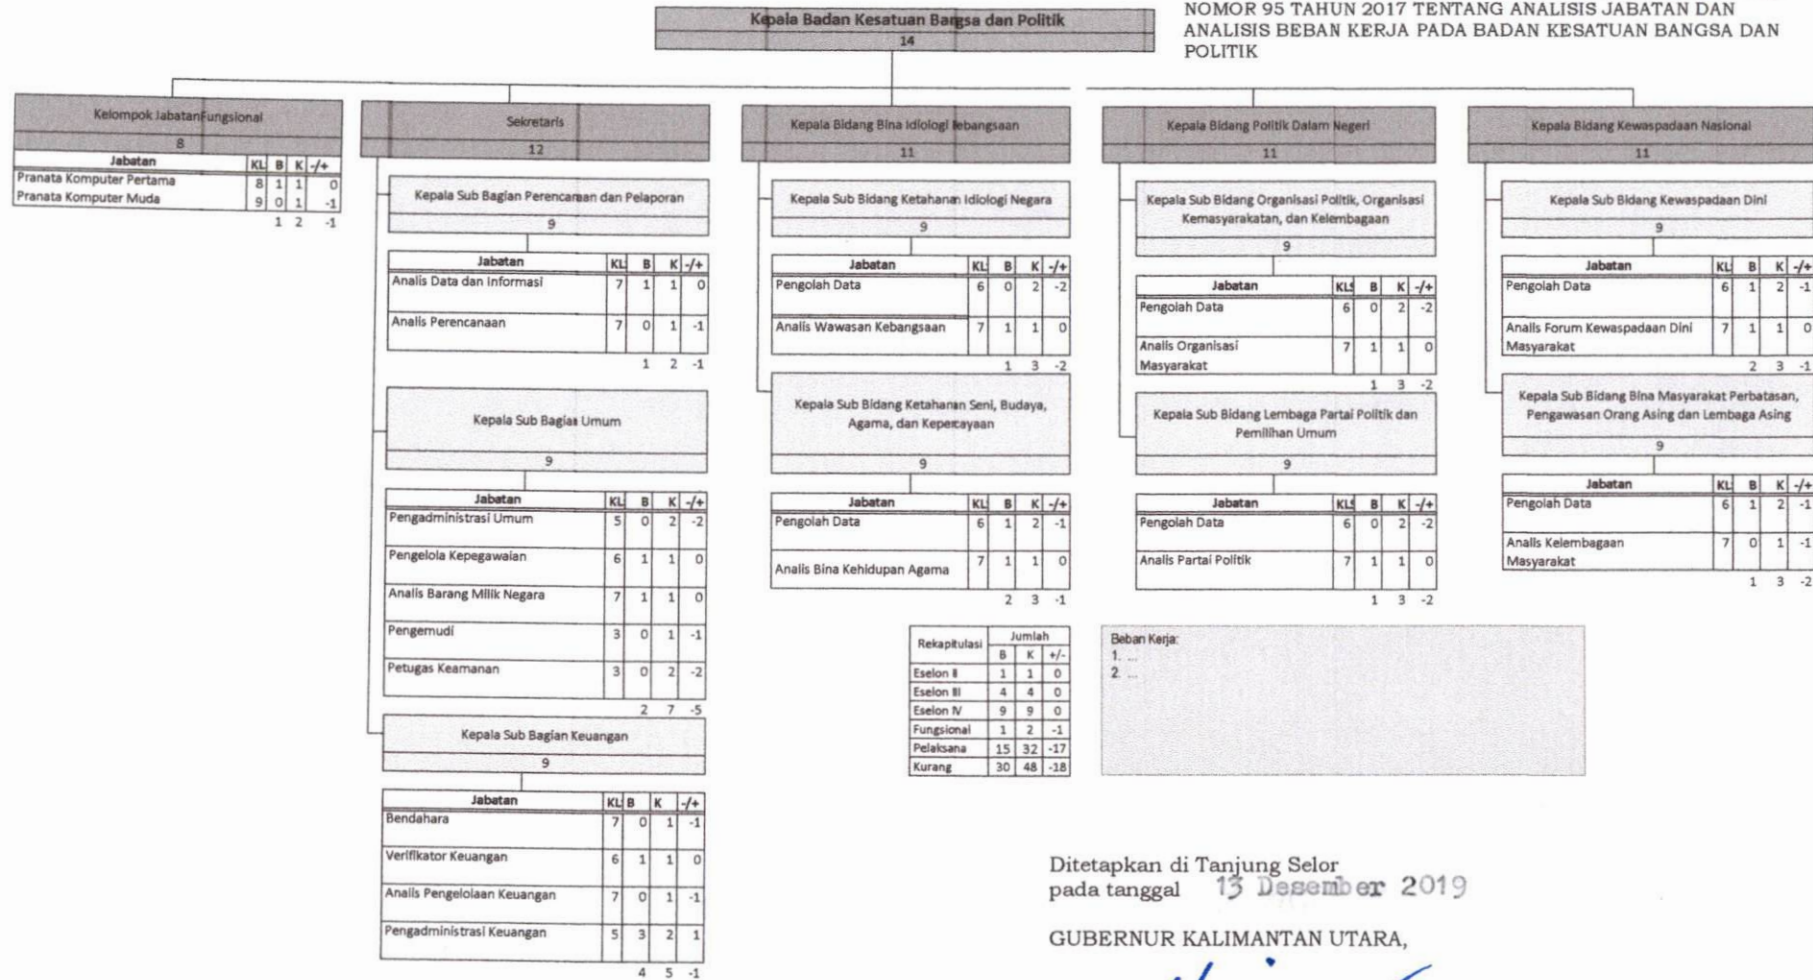 NOMOR 95 TAHUN 2017 TENTANG ANALISIS JABATAN DAN
ANALISIS BEBAN KERJA PADA BADAN KESATUAN BANGSA DAN
POLITIK
Kepala Badan Kesatuan Bangsa dan Politik
14
Kelompok JabatanFungsional
8
Jabatan KL B K -/+
Pranata Komputer Pertama 8 1 1 0
Pranata Komputer Muda 9 0 1 -1
1 2 -1
Sekretaris
12
Kepala Sub Bagian Perencanaan dan Pelaporan
9
Jabatan KL B K -/+
Analis Data dan Informasi 7 1 1 0
Analis Perencanaan 7 0 1 -1
1 2 -1
Kepala Sub Bagian Umum
9
Jabatan KL B K -/+
Pengadministrasi Umum 5 0 2 -2
Pengelola Kepegawaian 6 1 1 0
Analis Barang Milik Negara 7 1 1 0
Pengemudi 3 0 1 -1
Petugas Keamanan 3 0 2 -2
2 7 -5
Kepala Sub Bagian Keuangan
9
Jabatan KL B K -/+
Bendahara 7 0 1 -1
Verifikator Keuangan 6 1 1 0
Analis Pengelolaan Keuangan 7 0 1 -1
Pengadministrasi Keuangan 5 3 2 1
4 5 -1
Kepala Bidang Bina Idiologi kebangsaan
11
Kepala Sub Bidang Ketahanan Idiologi Negara
9
Jabatan KL B K -/+
Pengolah Data 6 0 2 -2
Analis Wawasan Kebangsaan 7 1 1 0
1 3 -2
Kepala Sub Bidang Ketahanan Seni, Budaya,
Agama, dan Kepercayaan
9
Jabatan KL B K -/+
Pengolah Data 6 1 2 -1
Analis Bina Kehidupan Agama 7 1 1 0
2 3 -1
Kepala Bidang Politik Dalam Negeri
11
Kepala Sub Bidang Organisasi Politik, Organisasi
Kemasyarakatan, dan Kelembagaan
9
Jabatan KLS B K -/+
Pengolah Data 6 0 2 -2
Analis Organisasi 7 1 1 0
Masyarakat
1 3 -2
Kepala Sub Bidang Lembaga Partai Politik dan
Pemilihan Umum
9
Jabatan KLS B K -/+
Pengolah Data 6 0 2 -2
Analis Partai Politik 7 1 1 0
1 3 -2
Kepala Bidang Kewaspadaan Nasional
11
Kepala Sub Bidang Kewaspadaan Dini
9
Jabatan KL B K -/+
Pengolah Data 6 1 2 -1
Analis Forum Kewaspadaan Dini 7 1 1 0
Masyarakat
2 3 -1
Kepala Sub Bidang Bina Masyarakat Perbatasan,
Pengawasan Orang Asing dan Lembaga Asing
9
Jabatan KL B K -/+
Pengolah Data 6 1 2 -1
Analis Kelembagaan 7 0 1 -1
Masyarakat
1 3 -2
Rekapitulasi Jumlah
B K +/-
Eselon II 1 1 0
Eselon III 4 4 0
Eselon IV 9 9 0
Fungsional 1 2 -1
Pelaksana 15 32 -17
Kurang 30 48 -18
Beban Kerja:
1. ...
2. ...
Ditetapkan di Tanjung Selor
pada tanggal 13 Desember 2019
GUBERNUR KALIMANTAN UTARA,